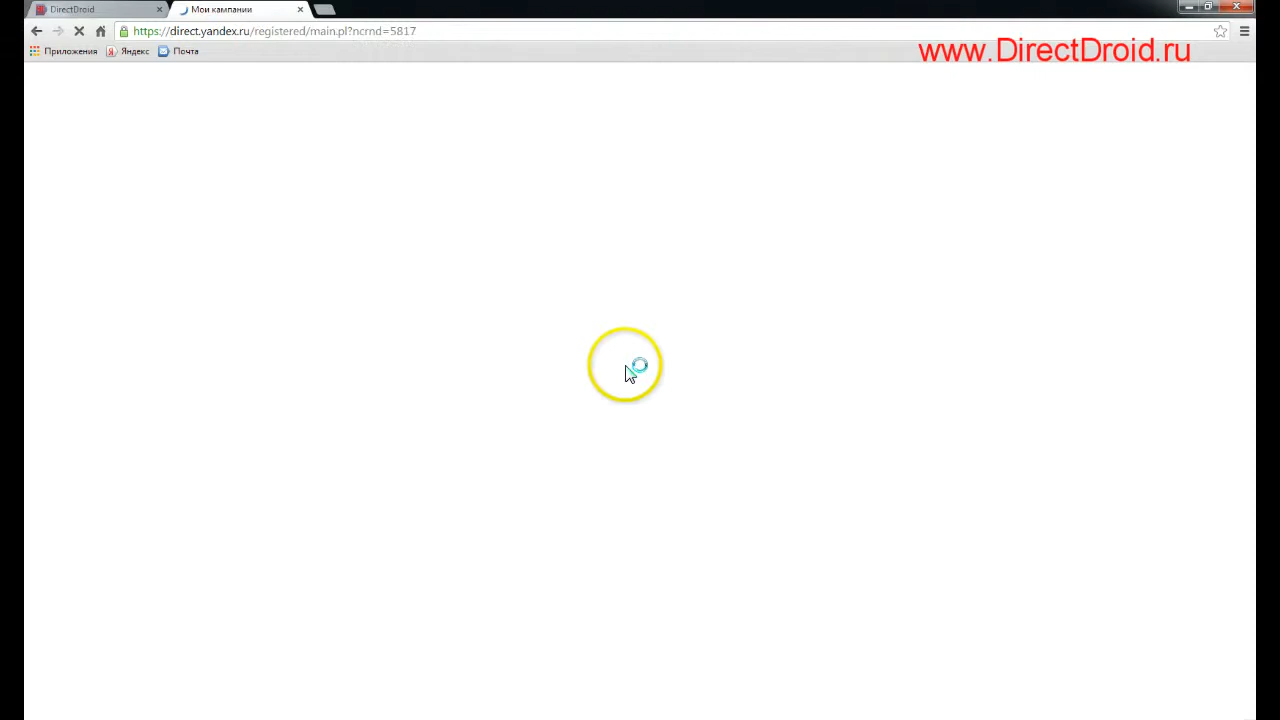 DirectDroid
Мои кампании
https://direct.yandex.ru/registered/main.pl?ncrnd=5817
Приложения
Яндекс
Почта
www.DirectDroid.ru